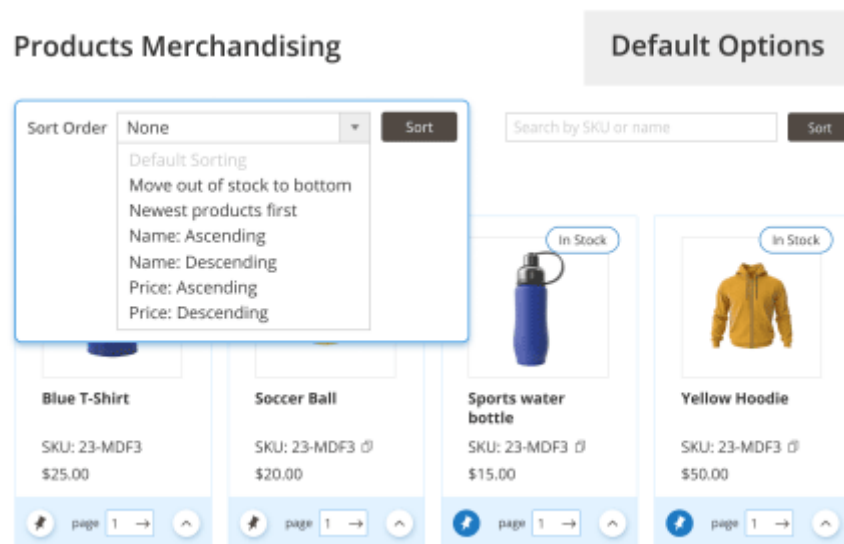 Products Merchandising
Default Options
Sort Order
None
Sort
Search by SKU or name
Sort
Default Sorting
Move out of stock to bottom
Newest products first
Name: Ascending
Name: Descending
Price: Ascending
Price: Descending
In Stock
In Stock
Blue T-Shirt
SKU: 23-MDF3
$25.00
page 1
Soccer Ball
SKU: 23-MDF3
$20.00
page 1
Sports water
bottle
SKU: 23-MDF3
$15.00
page 1
Yellow Hoodie
SKU: 23-MDF3
$50.00
page 1